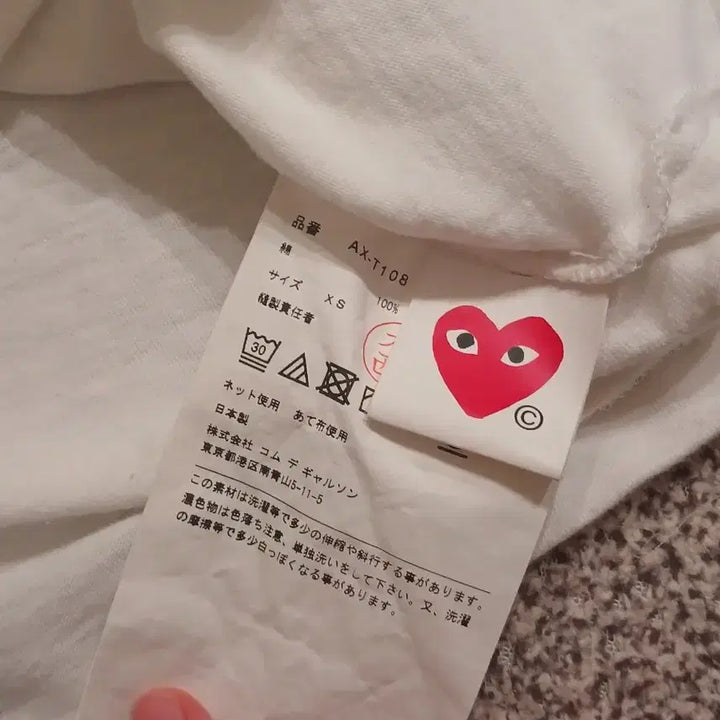 品番 AX-T108
綿 100%
サイズ XS
縫製責任者
30
ネット使用 あて布使用
日本製
株式会社 コム デ ギャルソン
東京都港区南青山5-11-5
この素材は洗濯等で多少の伸縮や斜行する事があります。
濃色物は色落ち注意、単独洗いをして下さい。又、洗濯
の摩擦等で多少白っぽくなる事があります。
©